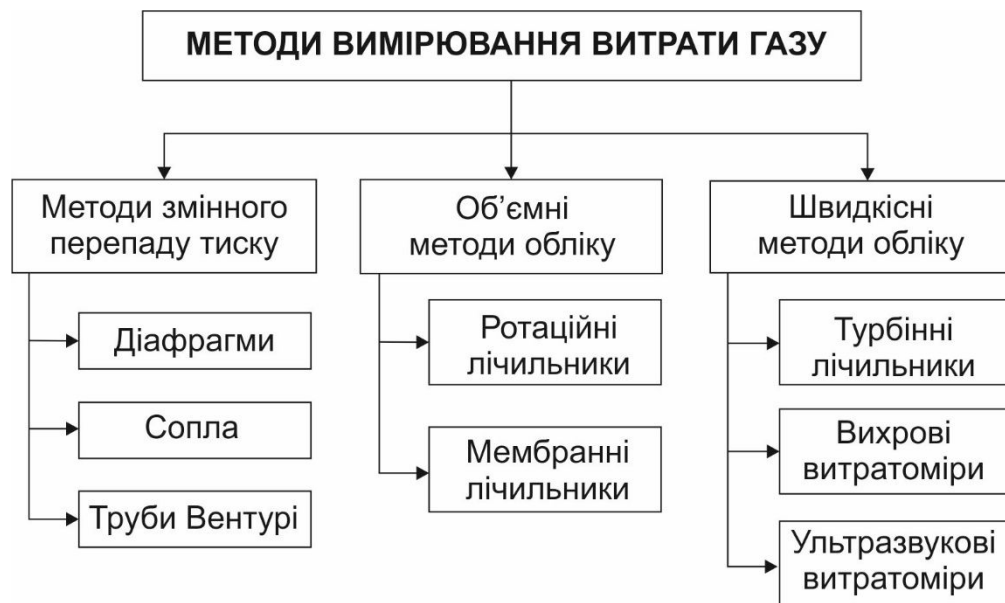 МЕТОДИ ВИМІРЮВАННЯ ВИТРАТИ ГАЗУ
Методи змінного
перепаду тиску
Діафрагми
Сопла
Труби Вентурі
Об’ємні
методи обліку
Ротаційні
лічильники
Мембранні
лічильники
Швидкісні
методи обліку
Турбінні
лічильники
Вихрові
витратоміри
Ультразвукові
витратоміри